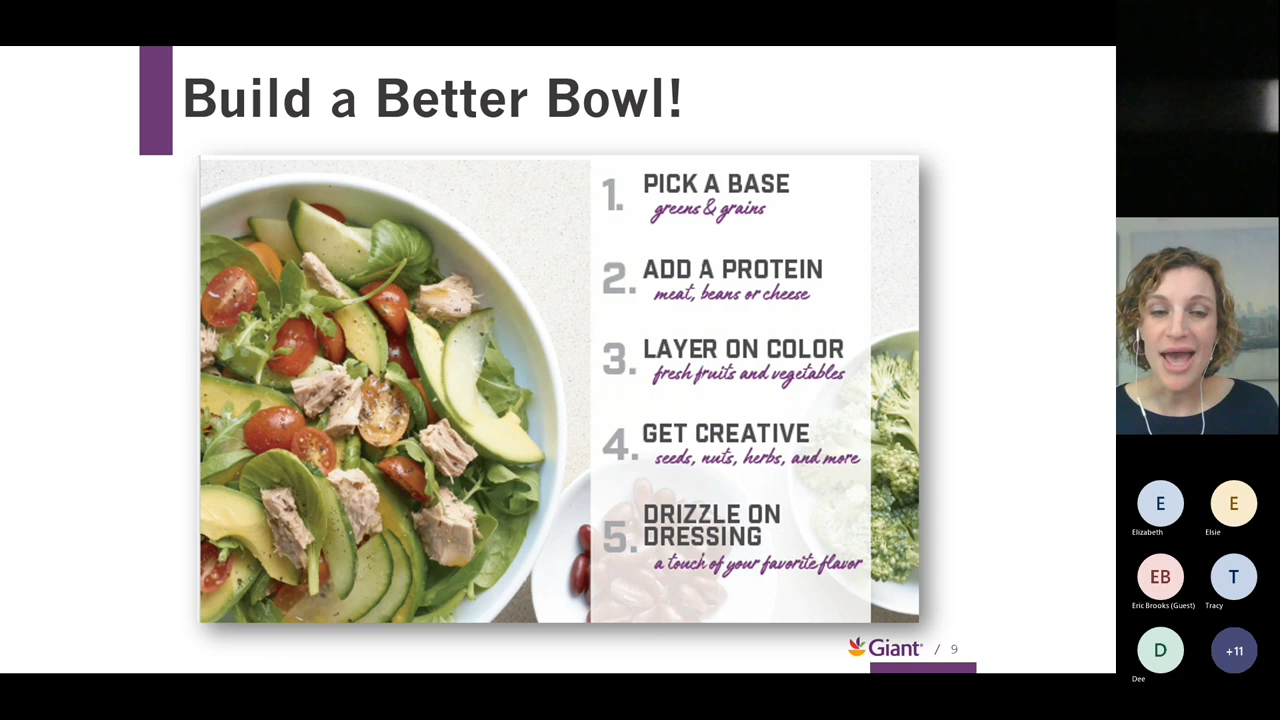 Build a Better Bowl!
1. PICK A BASE
greens & grains
2. ADD A PROTEIN
meat, beans or cheese
3. LAYER ON COLOR
fresh fruits and vegetables
4. GET CREATIVE
seeds, nuts, herbs, and more
5. DRIZZLE ON
DRESSING
a touch of your favorite flavor
Giant / 9
E E
Elizabeth Elsie
EB T
Eric Brooks (Guest) Tracy
D +11
Dee